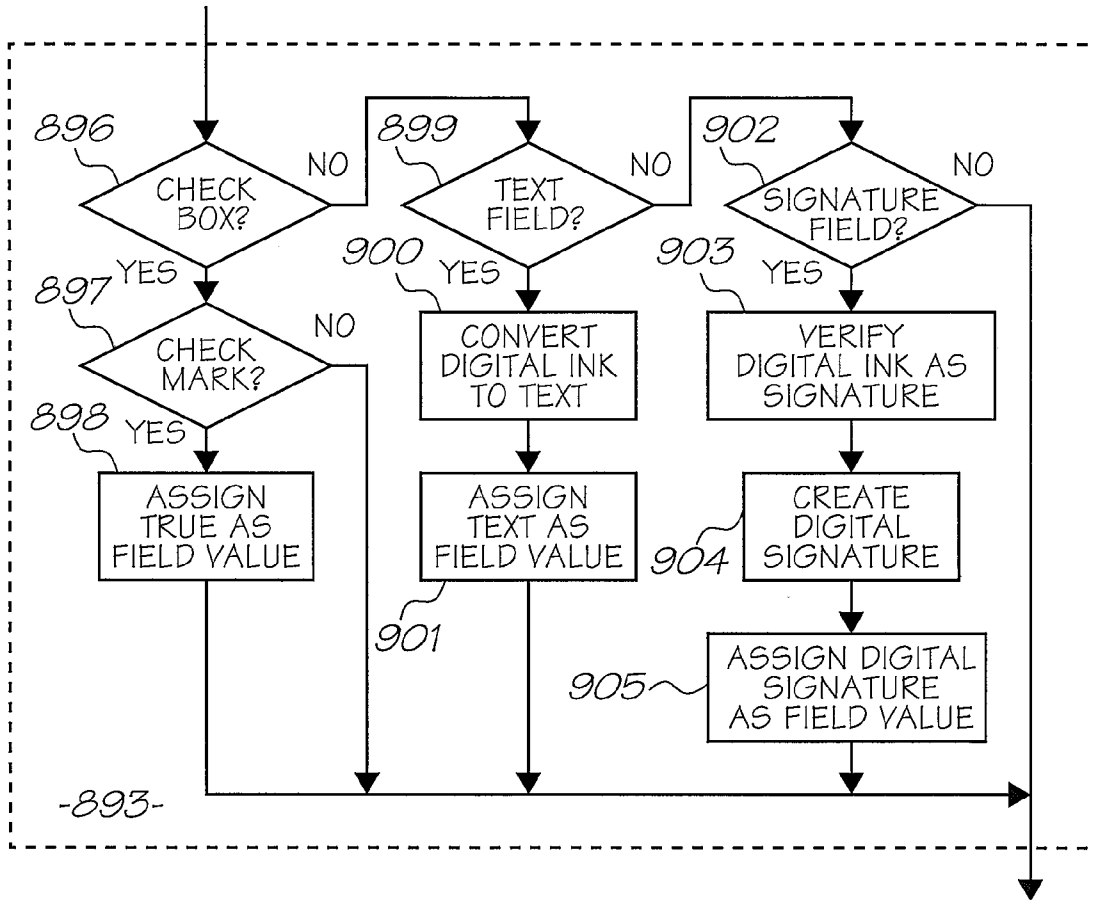 896
CHECK
BOX?
NO
YES
897
CHECK
MARK?
NO
YES
898
ASSIGN
TRUE AS
FIELD VALUE
899
TEXT
FIELD?
NO
YES
900
CONVERT
DIGITAL INK
TO TEXT
ASSIGN
TEXT AS
FIELD VALUE
901
902
SIGNATURE
FIELD?
NO
YES
903
VERIFY
DIGITAL INK AS
SIGNATURE
CREATE
DIGITAL
SIGNATURE
904
ASSIGN DIGITAL
SIGNATURE
AS FIELD VALUE
905
-893-